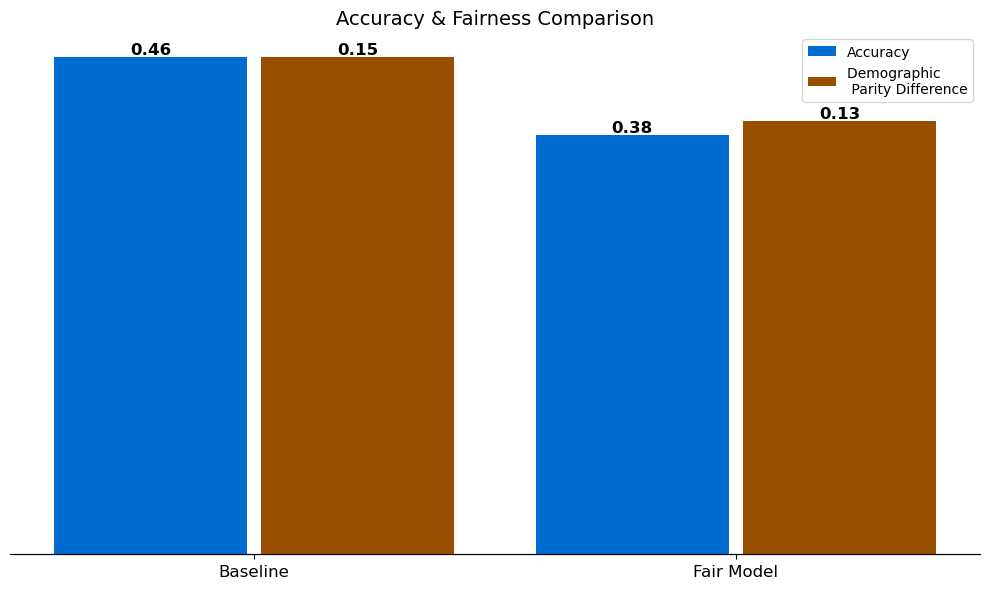 Accuracy & Fairness Comparison
0.46
0.15
0.38
0.13
Accuracy
Demographic
Parity Difference
Baseline
Fair Model